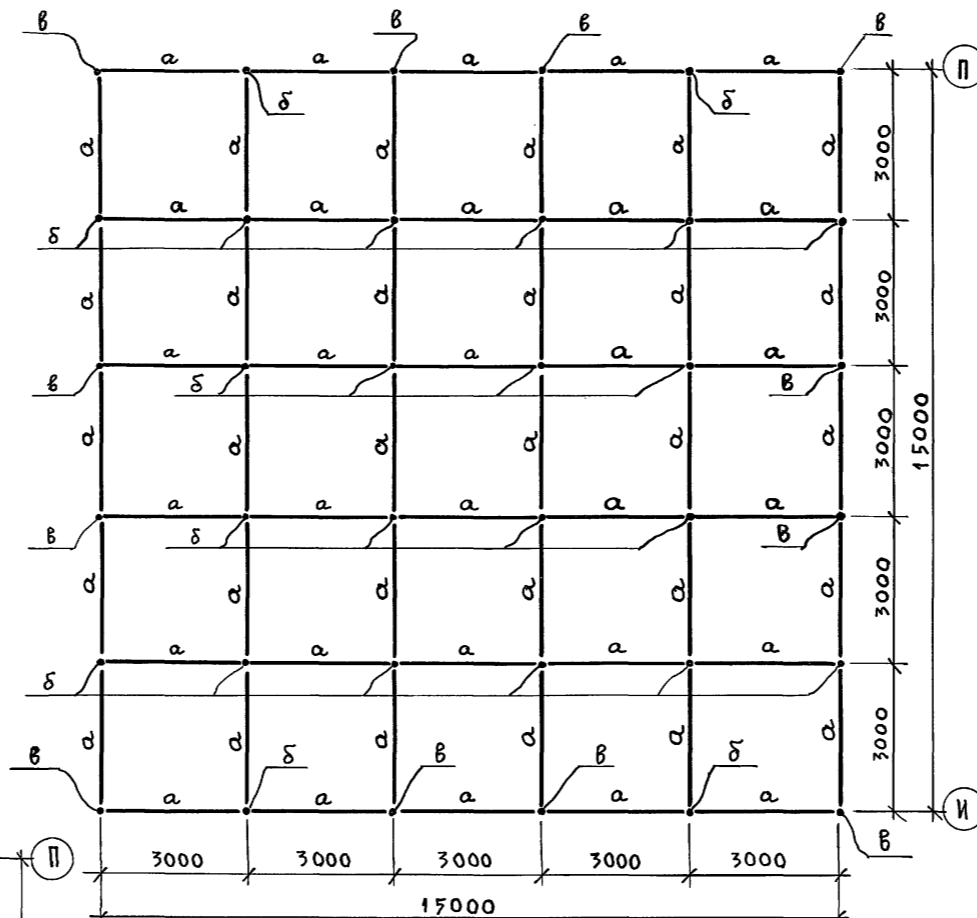 в в в в
а а а а а П
б б
а а а а а а 3000
а а а а а
б
а а а а а а 3000
а а а а а
в б В
а а а а а а 3000 15000
а а а а а
в б В
а а а а а а 3000
а а а а а
б
а а а а а а 3000
в б в в б
а а а а а И
в
П 3000 3000 3000 3000 3000
15000